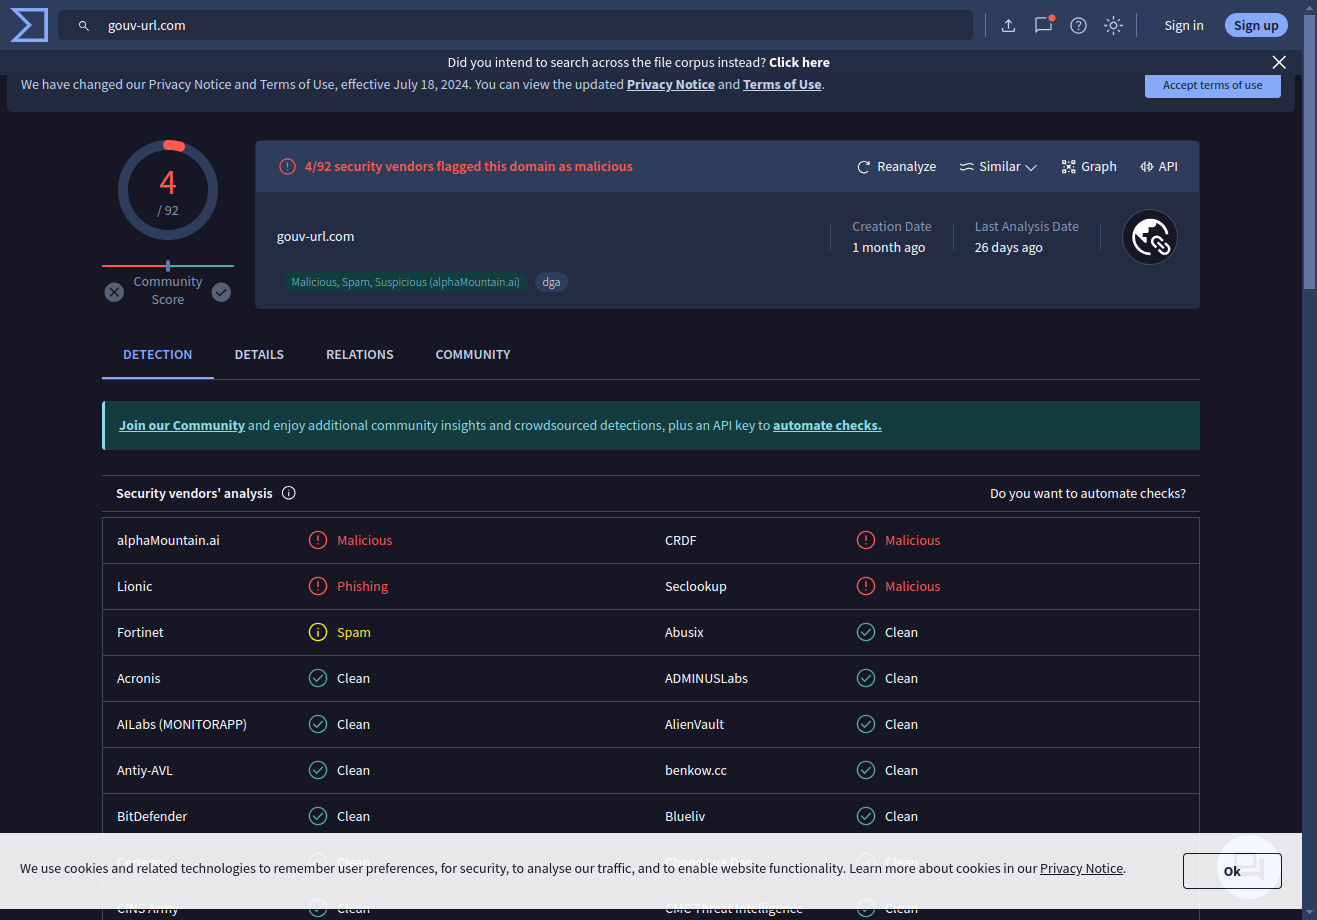 gouv-url.com
Sign in
Sign up
Did you intend to search across the file corpus instead? Click here
We have changed our Privacy Notice and Terms of Use, effective July 18, 2024. You can view the updated Privacy Notice and Terms of Use.
Accept terms of use
4
/ 92
Community
Score
4/92 security vendors flagged this domain as malicious
Reanalyze
Similar
Graph
API
gouv-url.com
Creation Date
1 month ago
Last Analysis Date
26 days ago
Malicious, Spam, Suspicious (alphaMountain.ai)
dga
DETECTION
DETAILS
RELATIONS
COMMUNITY
Join our Community and enjoy additional community insights and crowdsourced detections, plus an API key to automate checks.
Security vendors' analysis
Do you want to automate checks?
alphaMountain.ai Malicious CRDF Malicious
Lionic Phishing Seclookup Malicious
Fortinet Spam Abusix Clean
Acronis Clean ADMINUSLabs Clean
AILabs (MONITORAPP) Clean AlienVault Clean
Antiy-AVL Clean benkow.cc Clean
BitDefender Clean Blueliv Clean
We use cookies and related technologies to remember user preferences, for security, to analyse our traffic, and to enable website functionality. Learn more about cookies in our Privacy Notice.
Ok
CINS Army Clean CMC Threat Intelligence Clean